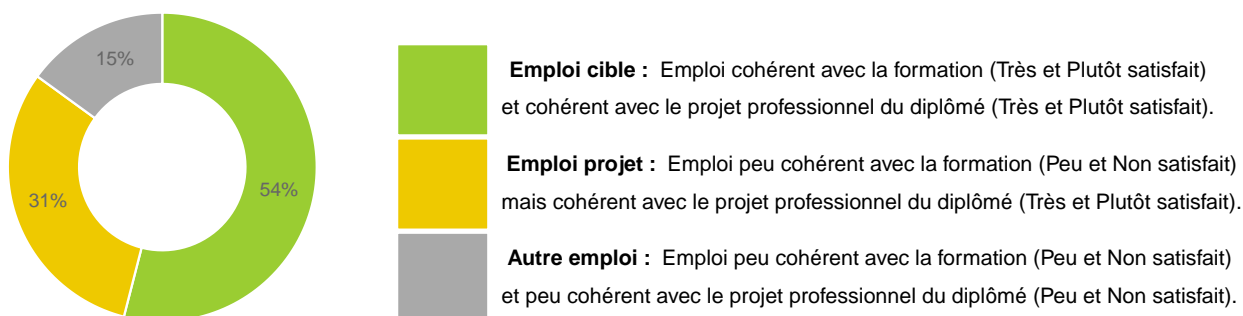 15%
54%
31%
Emploi cible : Emploi cohérent avec la formation (Très et Plutôt satisfait)
et cohérent avec le projet professionnel du diplômé (Très et Plutôt satisfait).
Emploi projet : Emploi peu cohérent avec la formation (Peu et Non satisfait)
mais cohérent avec le projet professionnel du diplômé (Très et Plutôt satisfait).
Autre emploi : Emploi peu cohérent avec la formation (Peu et Non satisfait)
et peu cohérent avec le projet professionnel du diplômé (Peu et Non satisfait).